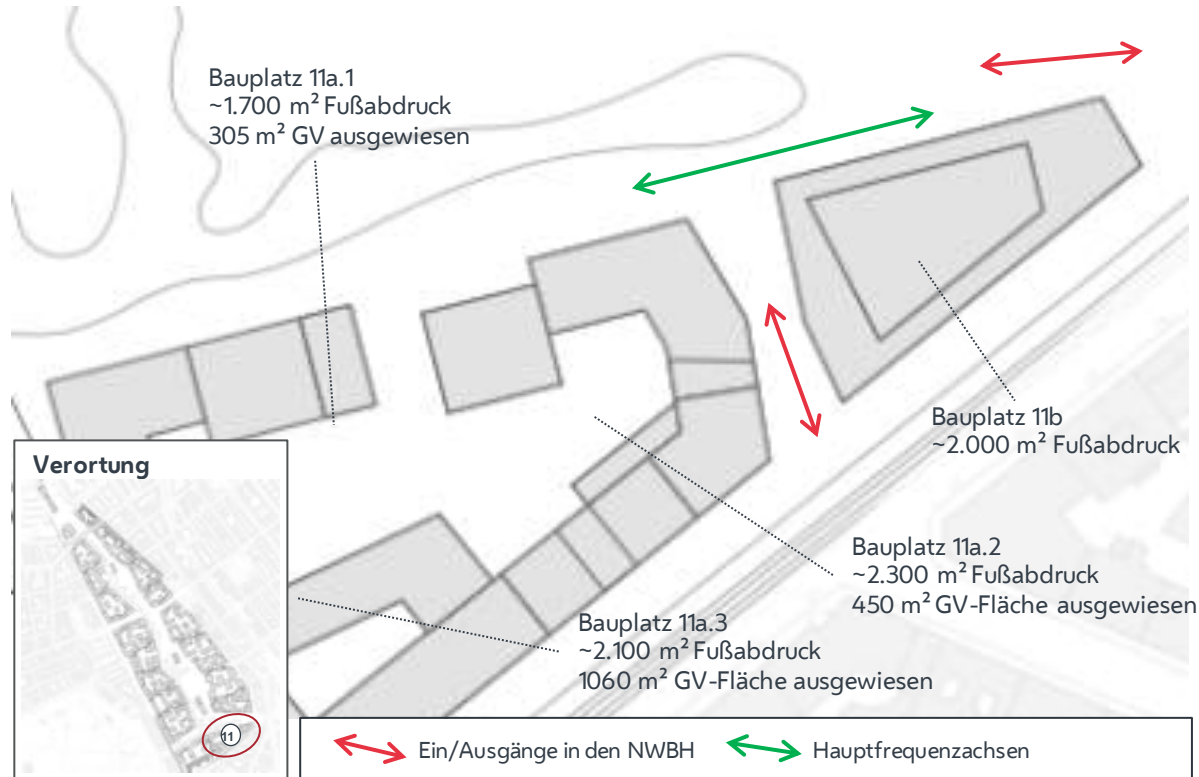 Bauplatz 11a.1
~1.700 m² Fußabdruck
305 m² GV ausgewiesen
Bauplatz 11b
~2.000 m² Fußabdruck
Bauplatz 11a.2
~2.300 m² Fußabdruck
450 m² GV-Fläche ausgewiesen
Bauplatz 11a.3
~2.100 m² Fußabdruck
1060 m² GV-Fläche ausgewiesen
Verortung
11
Ein/Ausgänge in den NWBH
Hauptfrequenzachsen